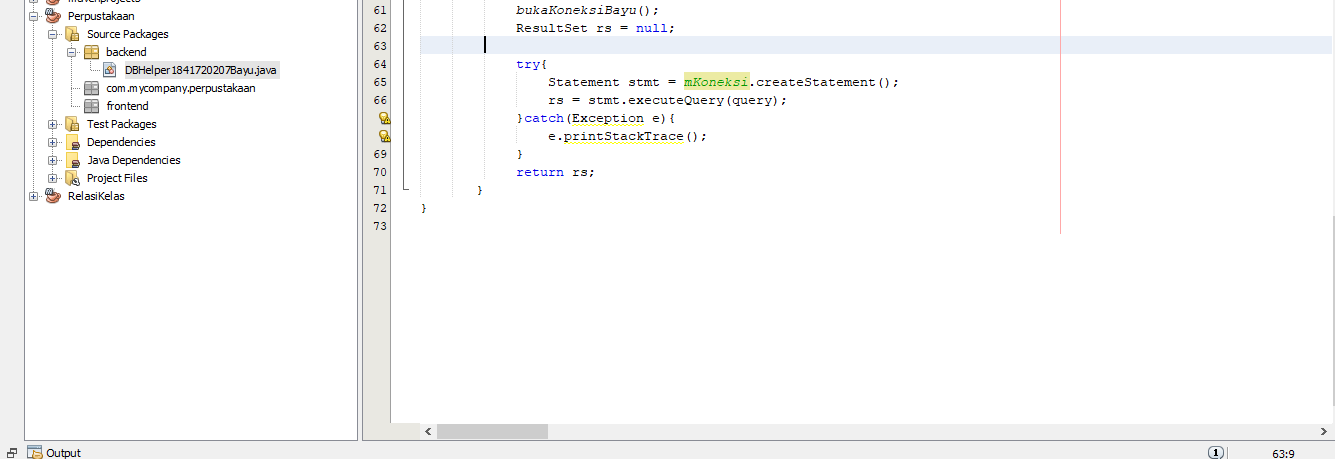 Perpustakaan
Source Packages
backend
DBHelper1841720207Bayu.java
com.mycompany.perpustakaan
frontend
Test Packages
Dependencies
Java Dependencies
Project Files
RelasiKelas
61 bukaKoneksiBayu();
62 ResultSet rs = null;
63
64 try{
65 Statement stmt = mKoneksi.createStatement();
66 rs = stmt.executeQuery(query);
}catch(Exception e){
e.printStackTrace();
69 }
70 return rs;
71 }
72 }
73
Output
1 63:9